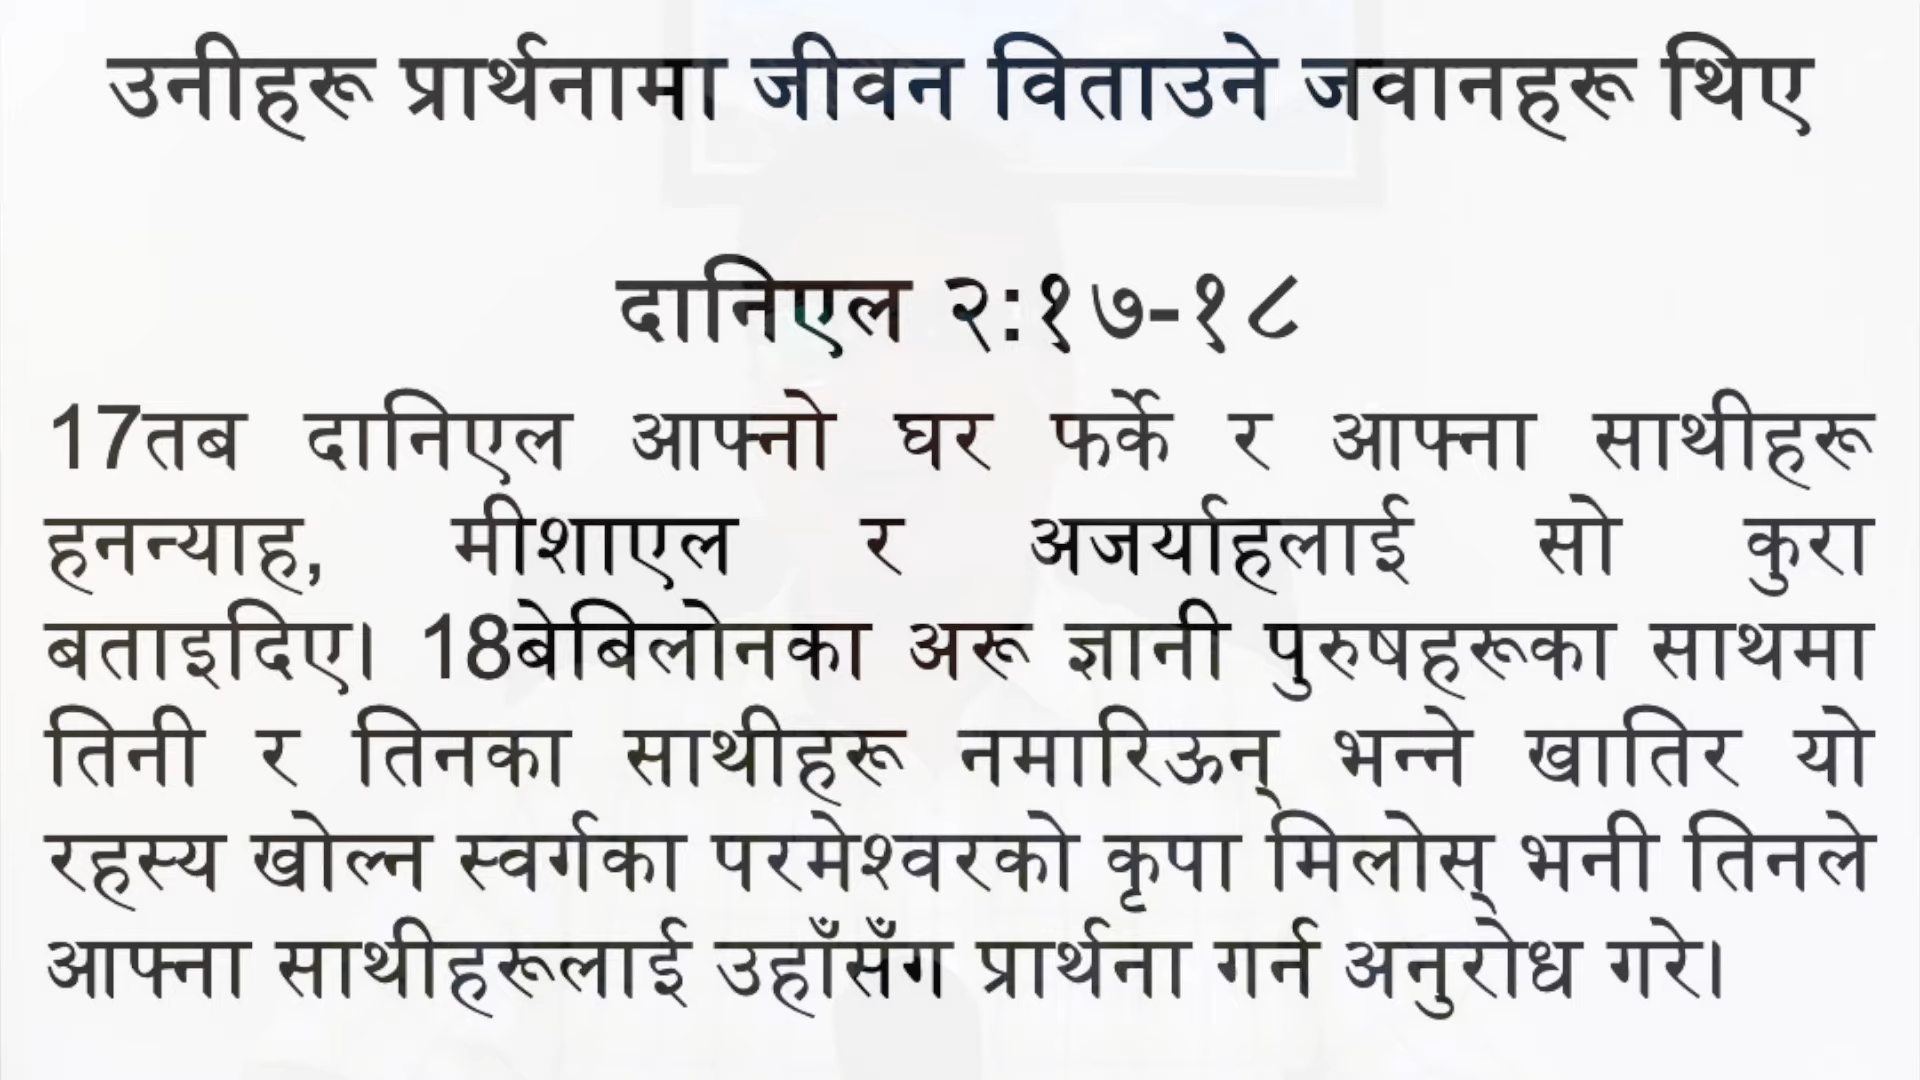 उनीहरू प्रार्थनामा जीवन विताउने जवानहरू थिए
दानिएल २:१७-१८
17तब दानिएल आफ्नो घर फर्के र आफ्ना साथीहरू
हनन्याह, मीशाएल र अजर्याहलाई सो कुरा
बताइदिए। 18बेबिलोनका अरू ज्ञानी पुरुषहरूका साथमा
तिनी र तिनका साथीहरू नमारिऊन् भन्ने खातिर यो
रहस्य खोल्न स्वर्गका परमेश्वरको कृपा मिलोस् भनी तिनले
आफ्ना साथीहरूलाई उहाँसँग प्रार्थना गर्न अनुरोध गरे।